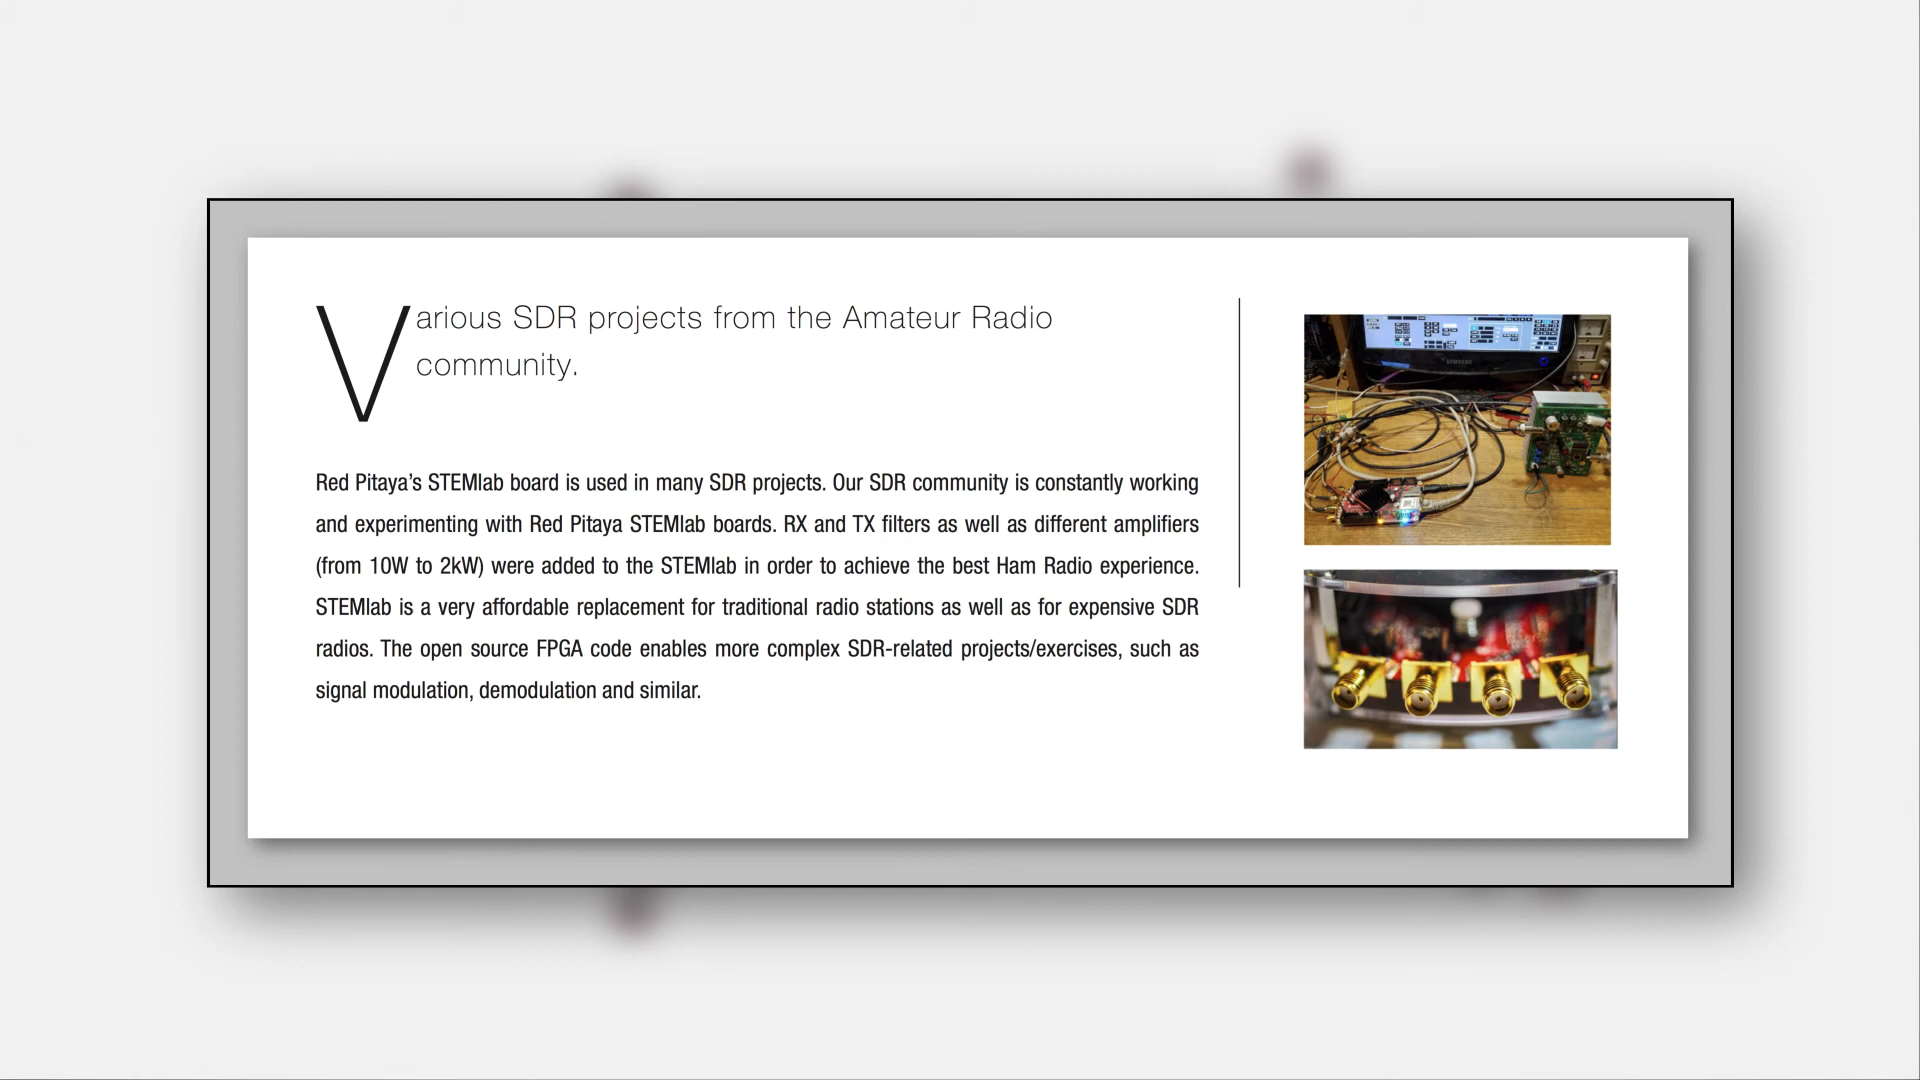 Various SDR projects from the Amateur Radio
community.
Red Pitaya’s STEMlab board is used in many SDR projects. Our SDR community is constantly working
and experimenting with Red Pitaya STEMlab boards. RX and TX filters as well as different amplifiers
(from 10W to 2kW) were added to the STEMlab in order to achieve the best Ham Radio experience.
STEMlab is a very affordable replacement for traditional radio stations as well as for expensive SDR
radios. The open source FPGA code enables more complex SDR-related projects/exercises, such as
signal modulation, demodulation and similar.
SAMSUNG